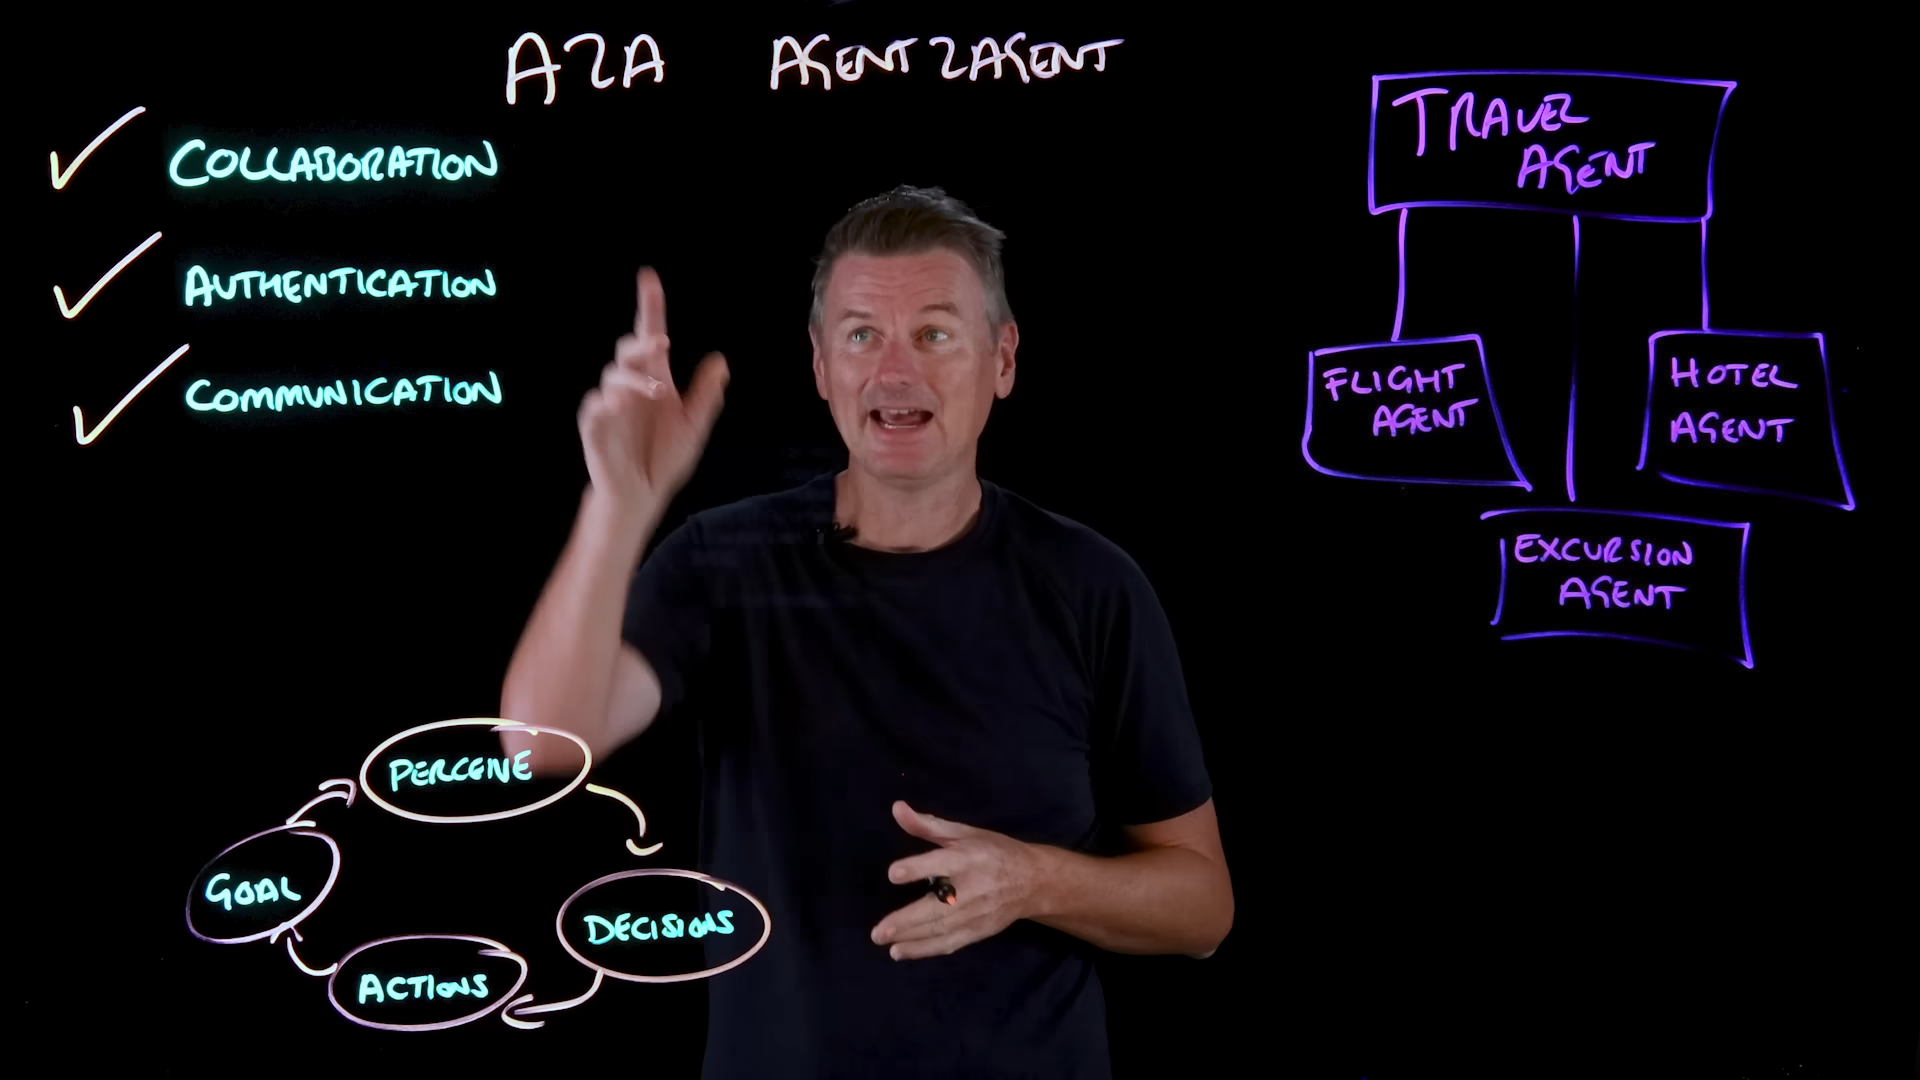 A2A AGENT2AGENT
COLLABORATION
AUTHENTICATION
COMMUNICATION
PERCEIVE
DECISIONS
ACTIONS
GOAL
TRAVEL
AGENT
FLIGHT
AGENT
HOTEL
AGENT
EXCURSION
AGENT